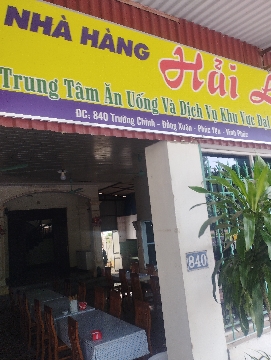 NHÀ HÀNG Hải
Trung Tâm Ăn Uống Và Dịch Vụ Khu Vực Đại
ĐC: 840 Trường Chinh - Đồng Xuân - Phúc Yên - Vĩnh Phúc
840